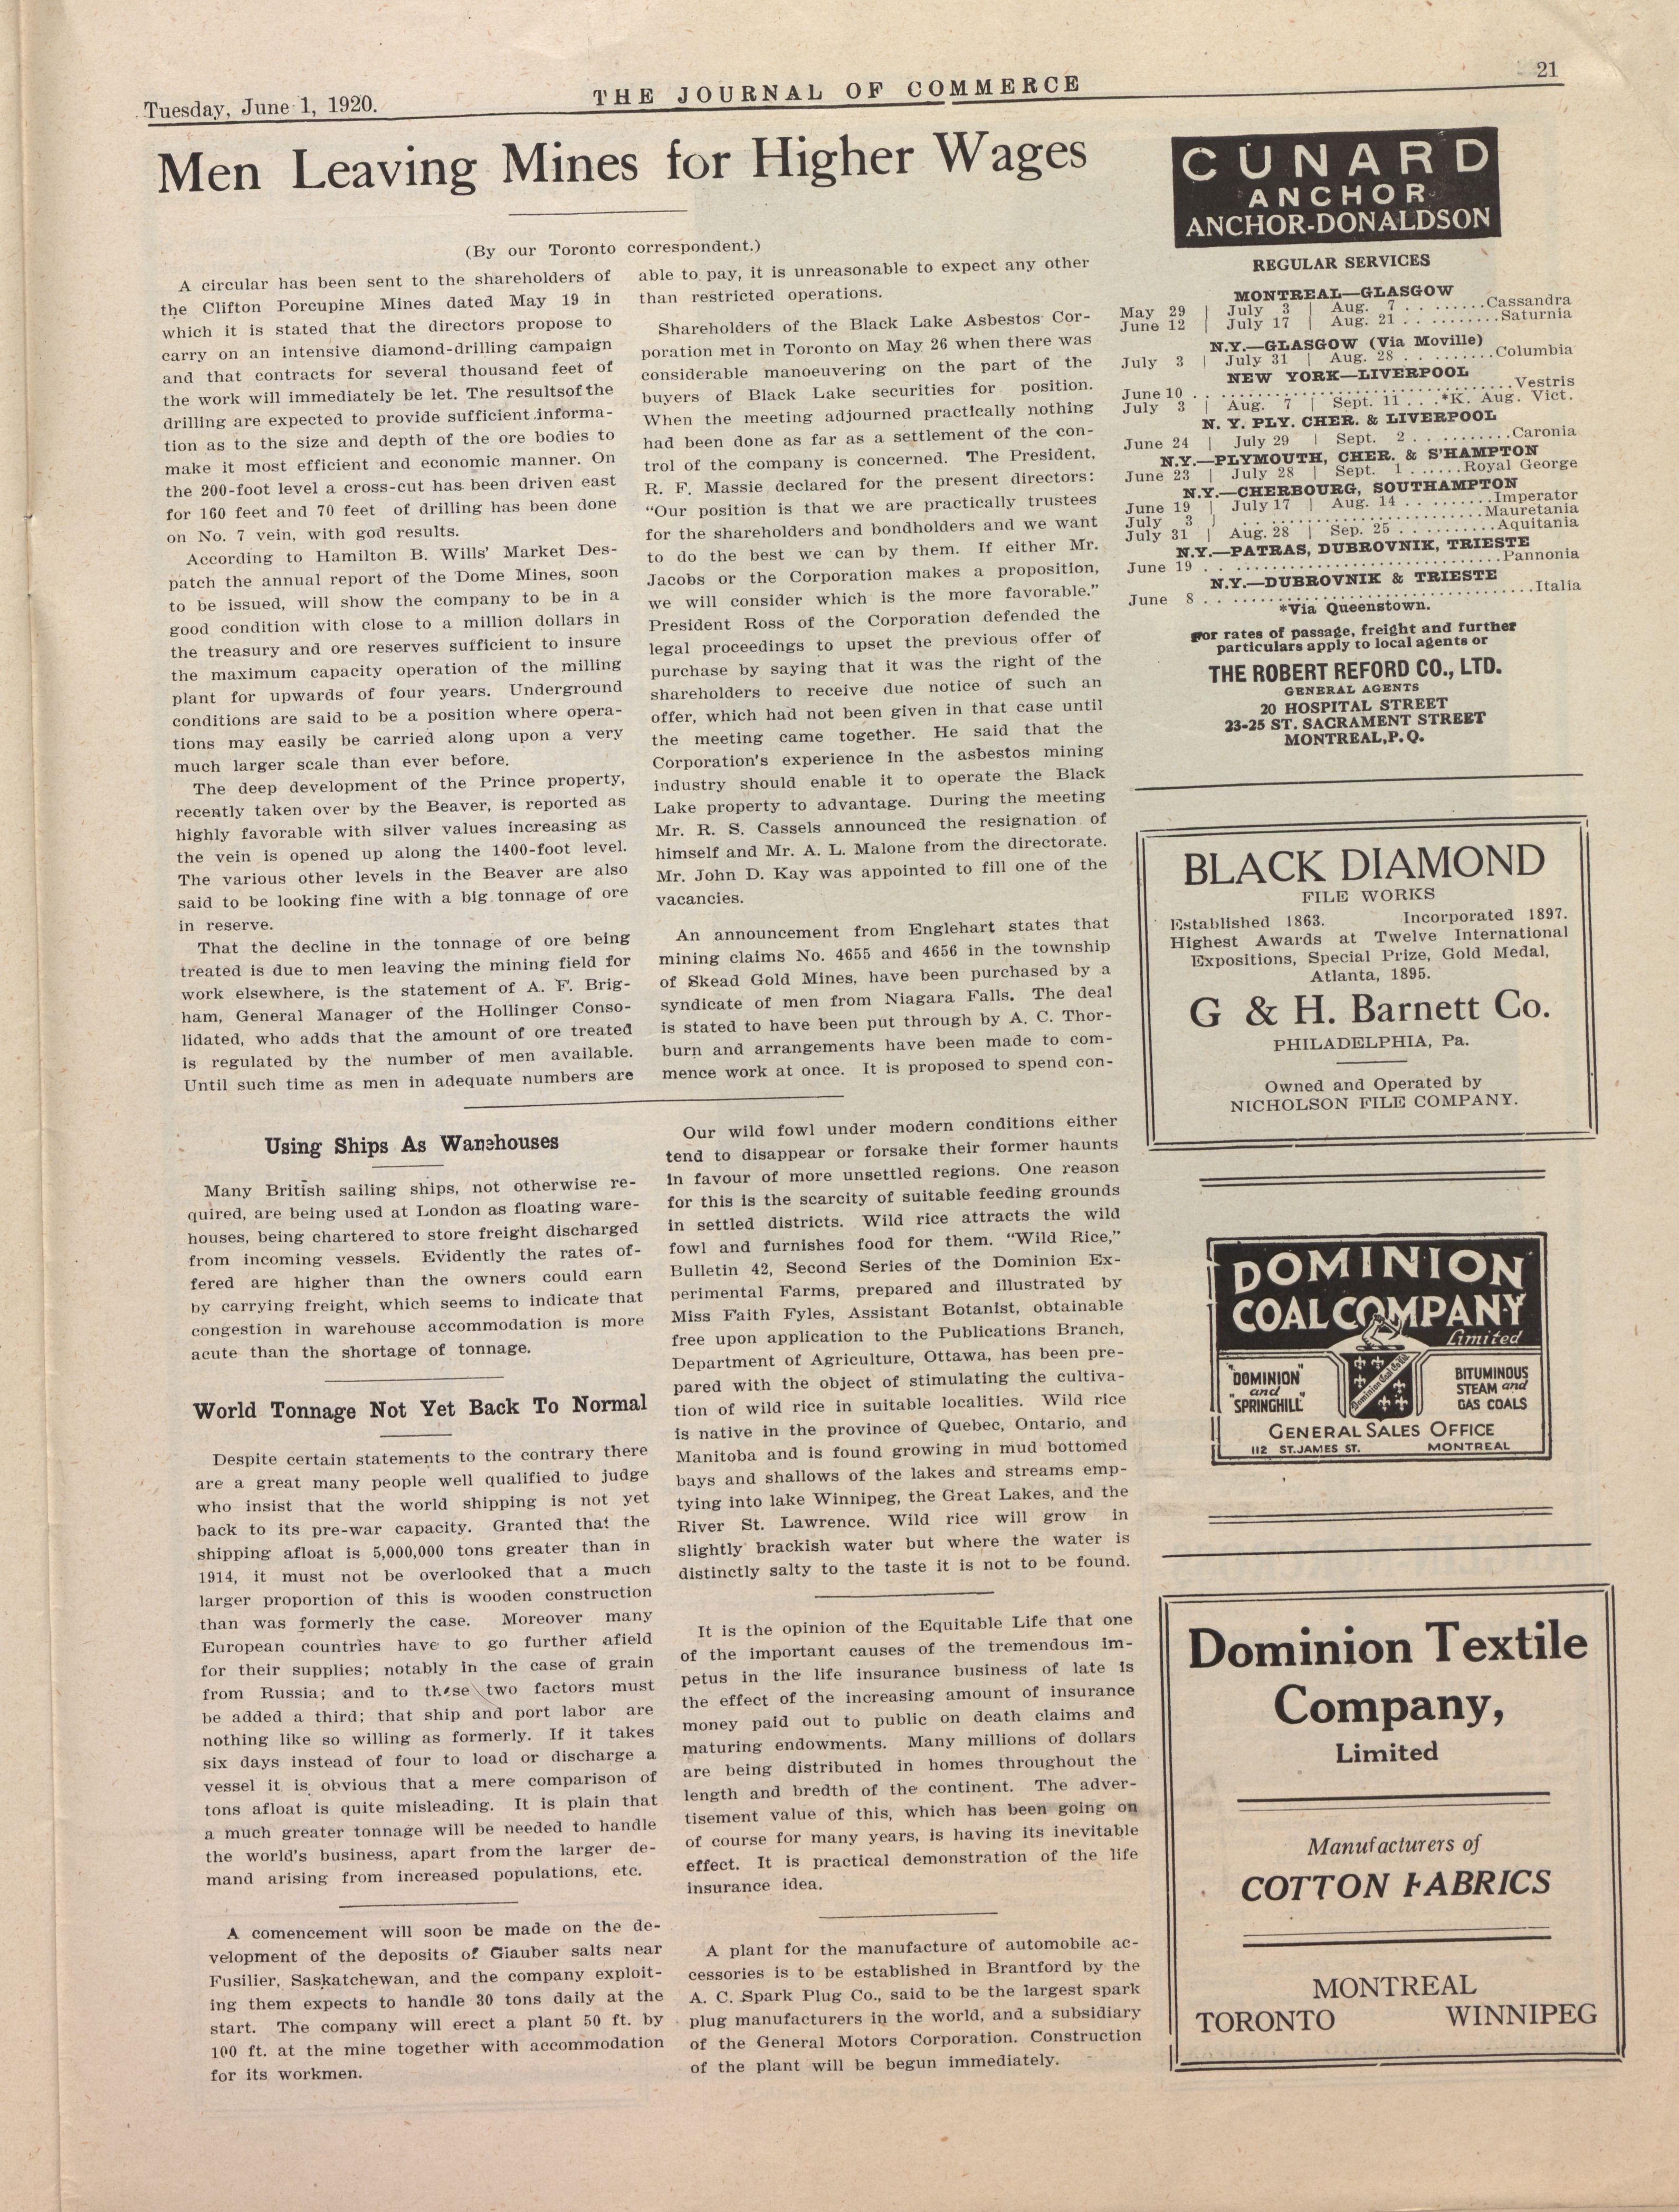 Tuesday, June 1, 1920.
THE JOURNAL OF COMMERCE
21
Men Leaving Mines for Higher Wages
(By our Toronto correspondent.)
A circular has been sent to the shareholders of
the Clifton Porcupine Mines dated May 19 in
which it is stated that the directors propose to
carry on an intensive diamond-drilling campaign
and that contracts for several thousand feet of
the work will immediately be let. The resultsof the
drilling are expected to provide sufficient informa-
tion as to the size and depth of the ore bodies to
make it most efficient and economic manner. On
the 200-foot level a cross-cut has been driven east
for 160 feet and 70 feet of drilling has been done
on No. 7 vein, with god results.
According to Hamilton B. Wills' Market Des-
patch the annual report of the Dome Mines, soon
to be issued, will show the company to be in a
good condition with close to a million dollars in
the treasury and ore reserves sufficient to insure
the maximum capacity operation of the milling
plant for upwards of four years. Underground
conditions are said to be a position where opera-
tions may easily be carried along upon a very
much larger scale than ever before.
The deep development of the Prince property,
recently taken over by the Beaver, is reported as
highly favorable with silver values increasing as
the vein is opened up along the 1400-foot level.
The various other levels in the Beaver are also
said to be looking fine with a big tonnage of ore
in reserve.
That the decline in the tonnage of ore being
treated is due to men leaving the mining field for
work elsewhere, is the statement of A. F. Brig-
ham, General Manager of the Hollinger Conso-
lidated, who adds that the amount of ore treated
is regulated by the number of men available.
Until such time as men in adequate numbers are
able to pay, it is unreasonable to expect any other
than restricted operations.
Shareholders of the Black Lake Asbestos Cor-
poration met in Toronto on May 26 when there was
considerable manoeuvering on the part of the
buyers of Black Lake securities for position.
When the meeting adjourned practically nothing
had been done as far as a settlement of the con-
trol of the company is concerned. The President,
R. F. Massie declared for the present directors:
"Our position is that we are practically trustees
for the shareholders and bondholders and we want
to do the best we can by them. If either Mr.
Jacobs or the Corporation makes a proposition,
we will consider which is the more favorable."
President Ross of the Corporation defended the
legal proceedings to upset the previous offer of
purchase by saying that it was the right of the
shareholders to receive due notice of such an
offer, which had not been given in that case until
the meeting came together. He said that the
Corporation's experience in the asbestos mining
industry should enable it to operate the Black
Lake property to advantage. During the meeting
Mr. R. S. Cassels announced the resignation of
himself and Mr. A. L. Malone from the directorate.
Mr. John D. Kay was appointed to fill one of the
vacancies.
An announcement from Englehart states that
mining claims No. 4655 and 4656 in the township
of Skead Gold Mines, have been purchased by a
syndicate of men from Niagara Falls. The deal
is stated to have been put through by A. C. Thor-
burn and arrangements have been made to com-
mence work at once. It is proposed to spend con-
Using Ships As Warehouses
Many British sailing ships, not otherwise re-
quired, are being used at London as floating ware-
houses, being chartered to store freight discharged
from incoming vessels. Evidently the rates of-
fered are higher than the owners could earn
by carrying freight, which seems to indicate that
congestion in warehouse accommodation is more
acute than the shortage of tonnage.
World Tonnage Not Yet Back To Normal
Despite certain statements to the contrary there
are a great many people well qualified to judge
who insist that the world shipping is not yet
back to its pre-war capacity. Granted that the
shipping afloat is 5,000,000 tons greater than in
1914, it must not be overlooked that a much
larger proportion of this is wooden construction
than was formerly the case. Moreover many
European countries have to go further afield
for their supplies; notably in the case of grain
from Russia; and to these two factors must
be added a third; that ship and port labor are
nothing like so willing as formerly. If it takes
six days instead of four to load or discharge a
vessel it is obvious that a mere comparison of
tons afloat is quite misleading. It is plain that
a much greater tonnage will be needed to handle
the world's business, apart from the larger de-
mand arising from increased populations, etc.
A comencement will soon be made on the de-
velopment of the deposits of Giauber salts near
Fusilier, Saskatchewan, and the company exploit-
ing them expects to handle 30 tons daily at the
start. The company will erect a plant 50 ft. by
100 ft. at the mine together with accommodation
for its workmen.
Our wild fowl under modern conditions either
tend to disappear or forsake their former haunts
in favour of more unsettled regions. One reason
for this is the scarcity of suitable feeding grounds
in settled districts. Wild rice attracts the wild
fowl and furnishes food for them. "Wild Rice,"
Bulletin 42, Second Series of the Dominion Ex-
perimental Farms, prepared and illustrated by
Miss Faith Fyles, Assistant Botanist, obtainable
free upon application to the Publications Branch,
Department of Agriculture, Ottawa, has been pre-
pared with the object of stimulating the cultiva-
tion of wild rice in suitable localities. Wild rice
is native in the province of Quebec, Ontario, and
Manitoba and is found growing in mud bottomed
bays and shallows of the lakes and streams emp-
tying into lake Winnipeg, the Great Lakes, and the
River St. Lawrence. Wild rice will grow in
slightly brackish water but where the water is
distinctly salty to the taste it is not to be found.
It is the opinion of the Equitable Life that one
of the important causes of the tremendous im-
petus in the life insurance business of late is
the effect of the increasing amount of insurance
money paid out to public on death claims and
maturing endowments. Many millions of dollars
are being distributed in homes throughout the
length and bredth of the continent. The adver-
tisement value of this, which has been going on
of course for many years, is having its inevitable
effect. It is practical demonstration of the life
insurance idea.
A plant for the manufacture of automobile ac-
cessories is to be established in Brantford by the
A. C. Spark Plug Co., said to be the largest spark
plug manufacturers in the world, and a subsidiary
of the General Motors Corporation. Construction
of the plant will be begun immediately.
CUNARD
ANCHOR
ANCHOR-DONALDSON
REGULAR SERVICES
MONTREAL—GLASGOW
May 29 | July 3 | Aug. 7 ..........Cassandra
June 12 | July 17 | Aug. 21 ..........Saturnia
N.Y.—GLASGOW (Via Moville)
July 3 | July 31 | Aug. 28 ..........Columbia
NEW YORK—LIVERPOOL
June 10 ..............................Vestris
July 3 | Aug. 7 | Sept. 11 ...*K. Aug. Vict.
N. Y. PLY. CHER. & LIVERPOOL
June 24 | July 29 | Sept. 2 ..........Caronia
N.Y.—PLYMOUTH, CHER. & S'HAMPTON
June 23 | July 28 | Sept. 1 ......Royal George
N.Y.—CHERBOURG, SOUTHAMPTON
June 19 | July 17 | Aug. 14 .........Imperator
July 3 | ..........................Mauretania
July 31 | Aug. 28 | Sep. 25 ..........Aquitania
N.Y.—PATRAS, DUBROVNIK, TRIESTE
June 19 ..............................Pannonia
N.Y.—DUBROVNIK & TRIESTE
June 8 ..............................Italia
*Via Queenstown.
For rates of passage, freight and further
particulars apply to local agents or
THE ROBERT REFORD CO., LTD.
GENERAL AGENTS
20 HOSPITAL STREET
23-25 ST. SACRAMENT STREET
MONTREAL, P. Q.
BLACK DIAMOND
FILE WORKS
Established 1863. Incorporated 1897.
Highest Awards at Twelve International
Expositions, Special Prize, Gold Medal,
Atlanta, 1895.
G & H. Barnett Co.
PHILADELPHIA, Pa.
Owned and Operated by
NICHOLSON FILE COMPANY.
DOMINION
COAL COMPANY
Limited
"DOMINION"
and
"SPRINGHILL"
Dominion Coal Co Ltd
BITUMINOUS
STEAM and
GAS COALS
GENERAL SALES OFFICE
112 ST. JAMES ST. MONTREAL
Dominion Textile
Company,
Limited
Manufacturers of
COTTON FABRICS
MONTREAL
TORONTO WINNIPEG